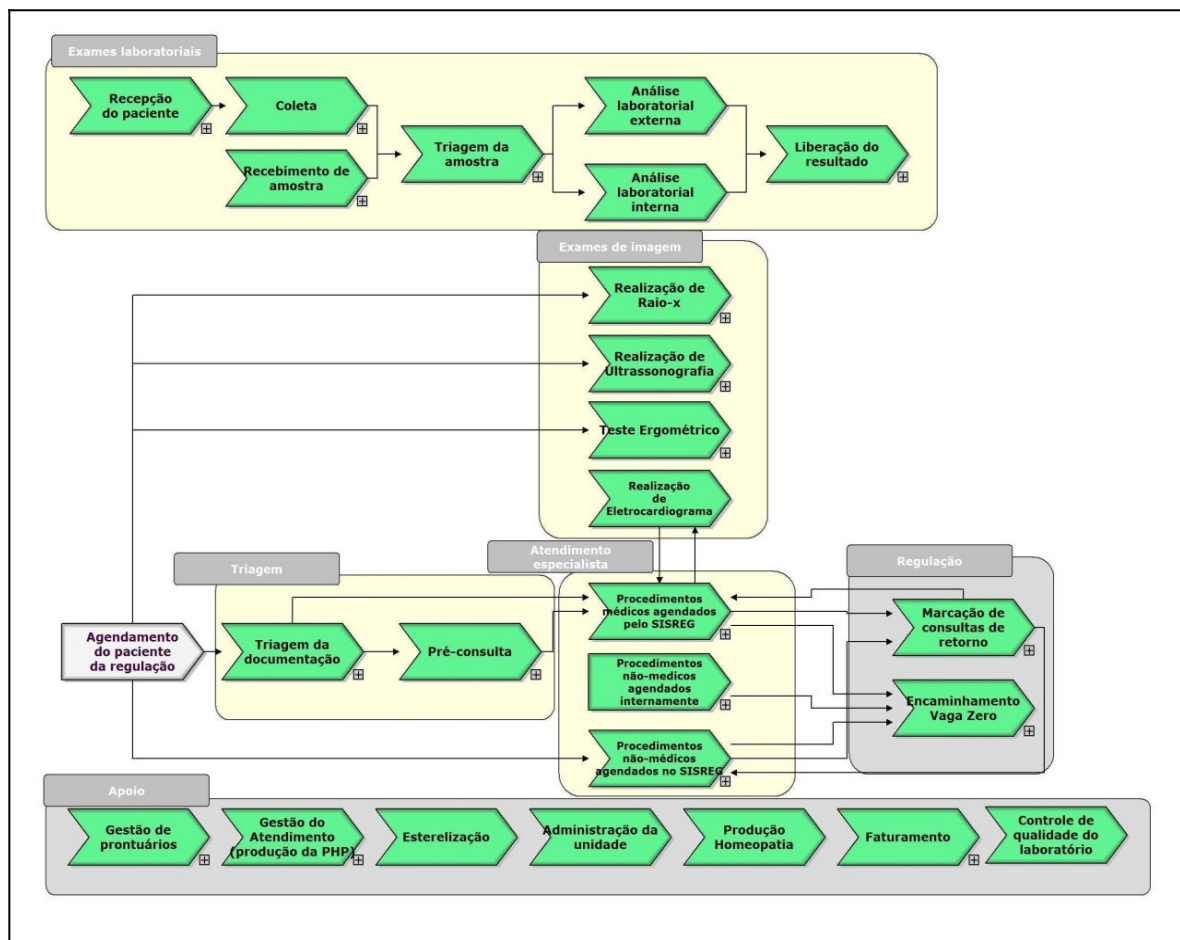 Exames laboratoriais
Recepção
do paciente
Coleta
Recebimento de
amostra
Triagem da
amostra
Análise
laboratorial
externa
Análise
laboratorial
interna
Liberação do
resultado
Exames de imagem
Realização de
Raio-x
Realização de
Ultrassonografia
Teste Ergométrico
Realização
de
Eletrocardiograma
Triagem
Agendamento
do paciente
da regulação
Triagem da
documentação
Pré-consulta
Atendimento
especialista
Procedimentos
médicos agendados
pelo SISREG
Procedimentos
não-medicos
agendados
internamente
Procedimentos
não-médicos
agendados no SISREG
Regulação
Marcação de
consultas de
retorno
Encaminhamento
Vaga Zero
Apoio
Gestão de
prontuários
Gestão do
Atendimento
(produção da PHP)
Esterelização
Administração da
unidade
Produção
Homeopatia
Faturamento
Controle de
qualidade do
laboratório